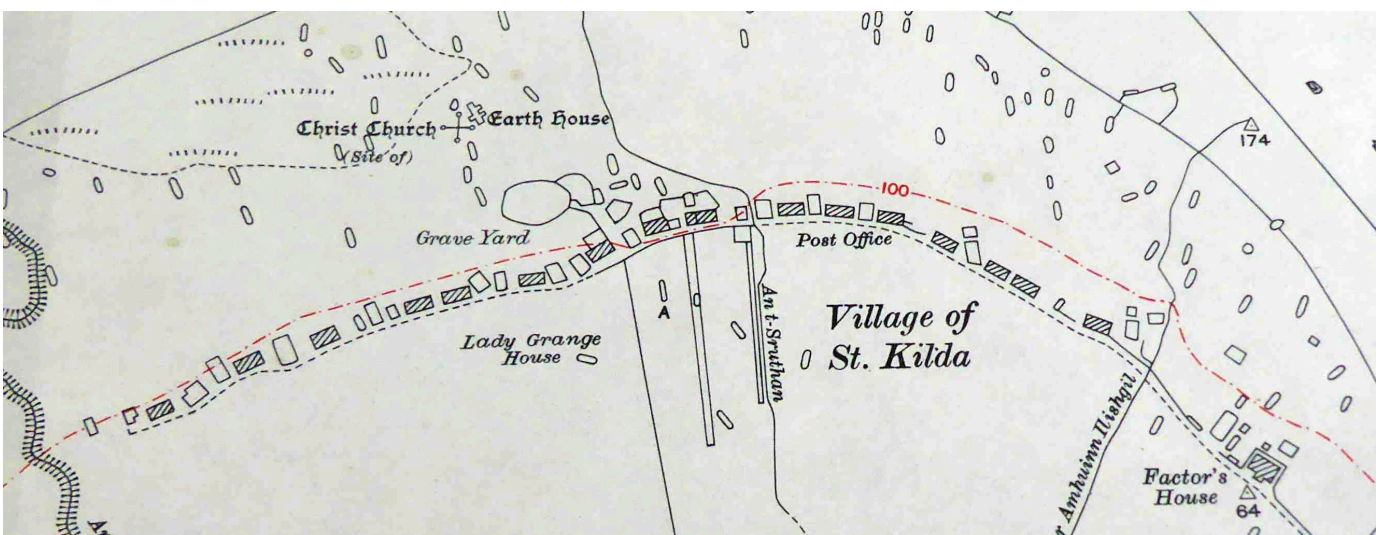 Christ Church
(Site of)
Earth House
174
100
Grave Yard
Post Office
A
An t-Sruthan
Village of
St. Kilda
Lady Grange
House
Amhuinn Ilishgil
Factor's
House
64